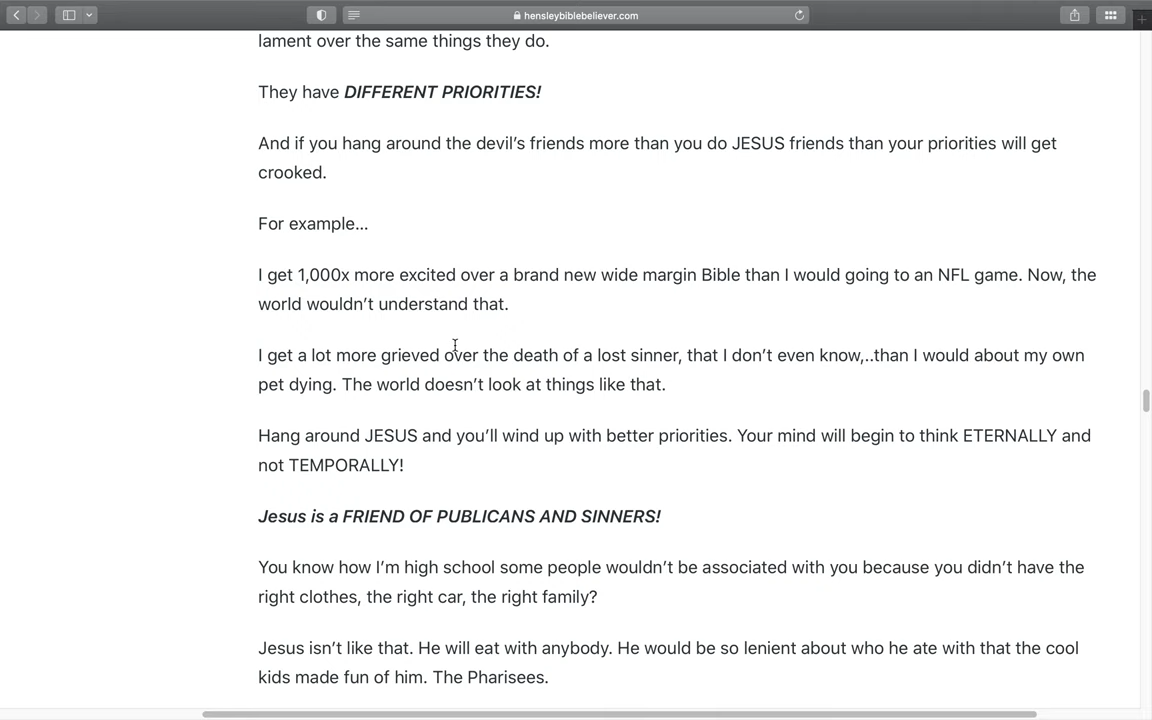 hensleybiblebeliever.com
lament over the same things they do.
They have DIFFERENT PRIORITIES!
And if you hang around the devil’s friends more than you do JESUS friends than your priorities will get
crooked.
For example…
I get 1,000x more excited over a brand new wide margin Bible than I would going to an NFL game. Now, the
world wouldn’t understand that.
I get a lot more grieved over the death of a lost sinner, that I don’t even know,..than I would about my own
pet dying. The world doesn’t look at things like that.
Hang around JESUS and you’ll wind up with better priorities. Your mind will begin to think ETERNALLY and
not TEMPORALLY!
Jesus is a FRIEND OF PUBLICANS AND SINNERS!
You know how I’m high school some people wouldn’t be associated with you because you didn’t have the
right clothes, the right car, the right family?
Jesus isn’t like that. He will eat with anybody. He would be so lenient about who he ate with that the cool
kids made fun of him. The Pharisees.